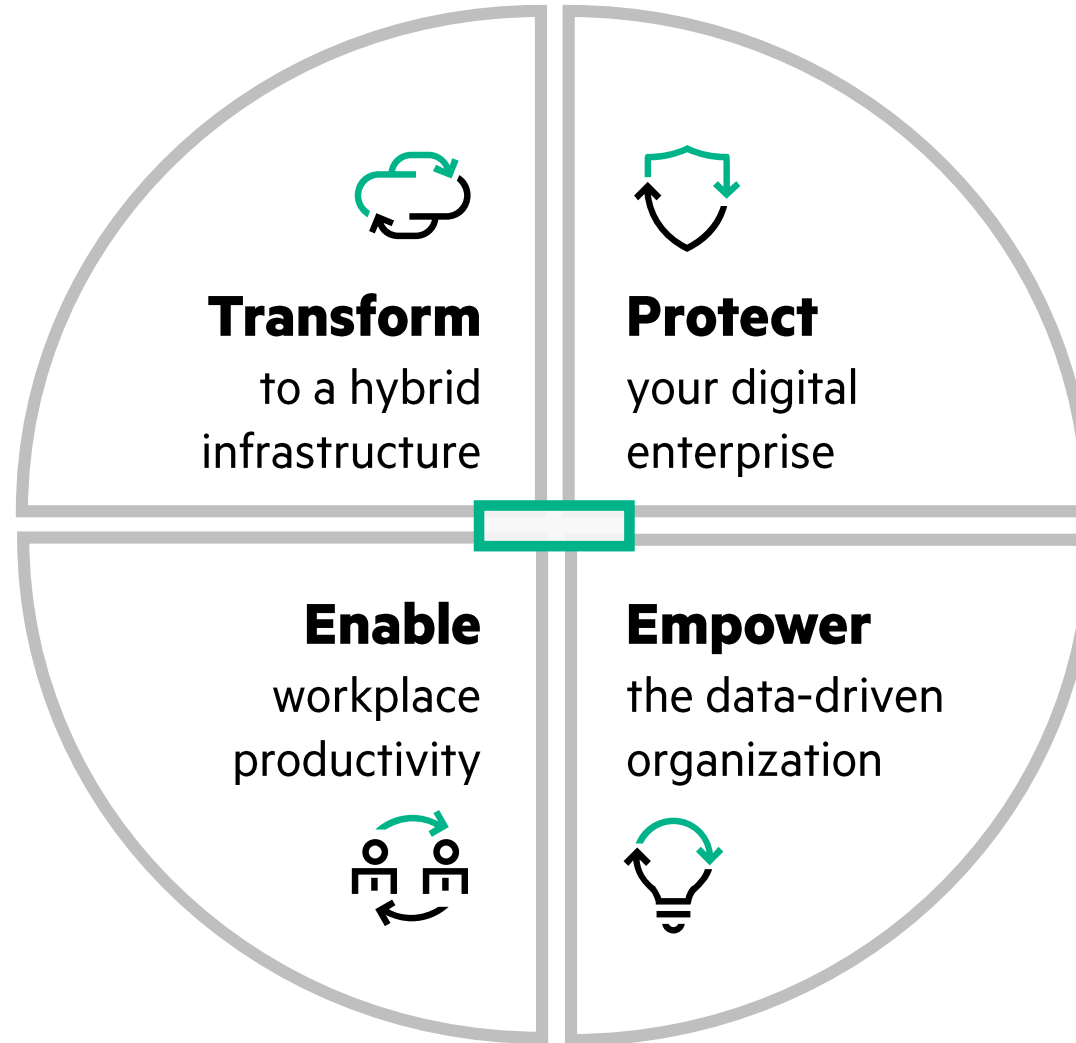 Transform
to a hybrid
infrastructure
Protect
your digital
enterprise
Enable
workplace
productivity
Empower
the data-driven
organization